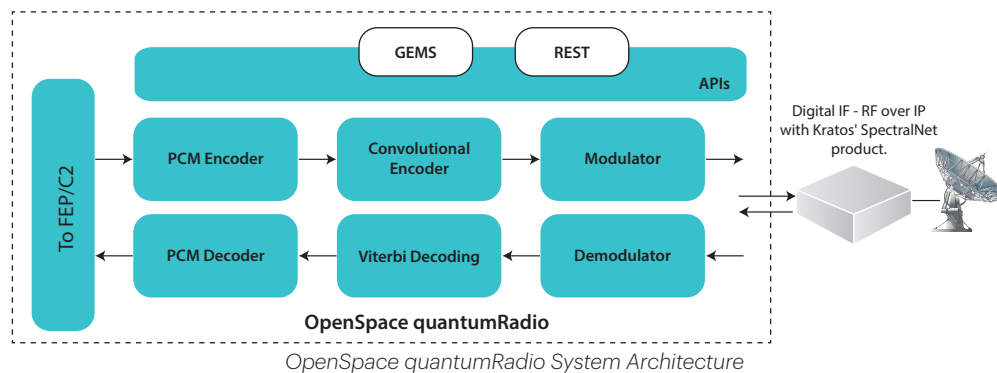 GEMS
REST
APIs
To FEP/C2
PCM Encoder
Convolutional
Encoder
Modulator
PCM Decoder
Viterbi Decoding
Demodulator
OpenSpace quantumRadio
Digital IF - RF over IP
with Kratos' SpectralNet
product.
OpenSpace quantumRadio System Architecture